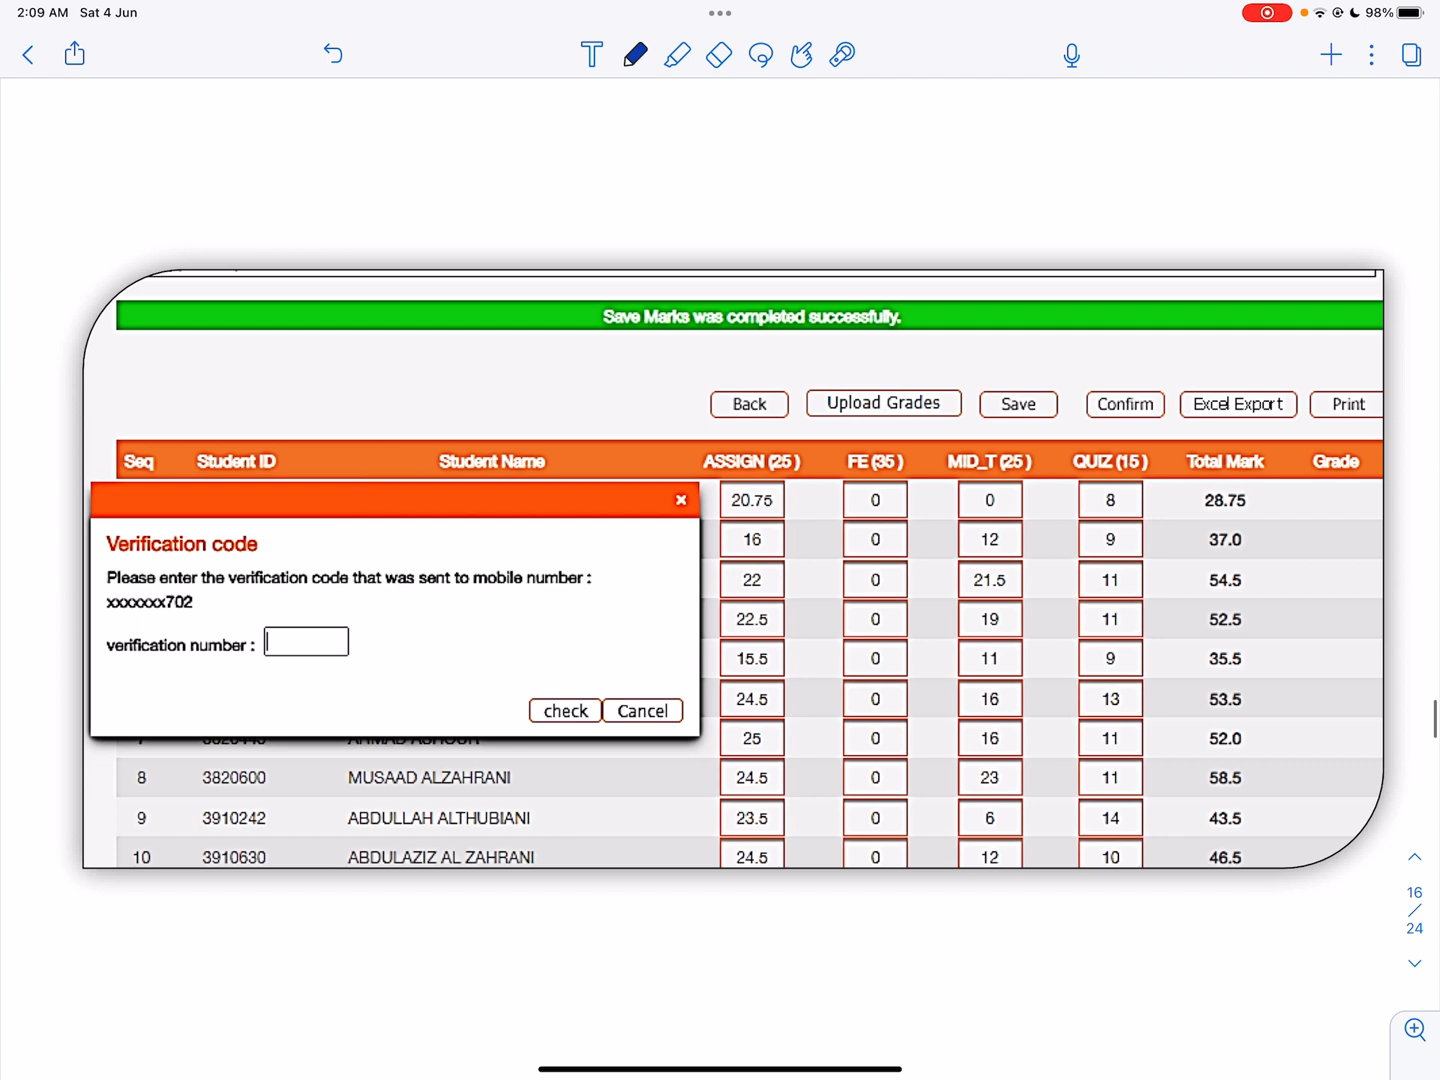 2:09 AM Sat 4 Jun
98%
Save Marks was completed successfully.
Back Upload Grades Save Confirm Excel Export Print
Seq Student ID Student Name ASSIGN (25 ) FE (35 ) MID_T (25 ) QUIZ (15 ) Total Mark Grade
20.75 0 0 8 28.75
16 0 12 9 37.0
22 0 21.5 11 54.5
22.5 0 19 11 52.5
15.5 0 11 9 35.5
24.5 0 16 13 53.5
25 0 16 11 52.0
8 3820600 MUSAAD ALZAHRANI 24.5 0 23 11 58.5
9 3910242 ABDULLAH ALTHUBIANI 23.5 0 6 14 43.5
10 3910630 ABDULAZIZ AL ZAHRANI 24.5 0 12 10 46.5
Verification code
Please enter the verification code that was sent to mobile number :
xxxxxxx702
verification number :
check Cancel
16
/
24